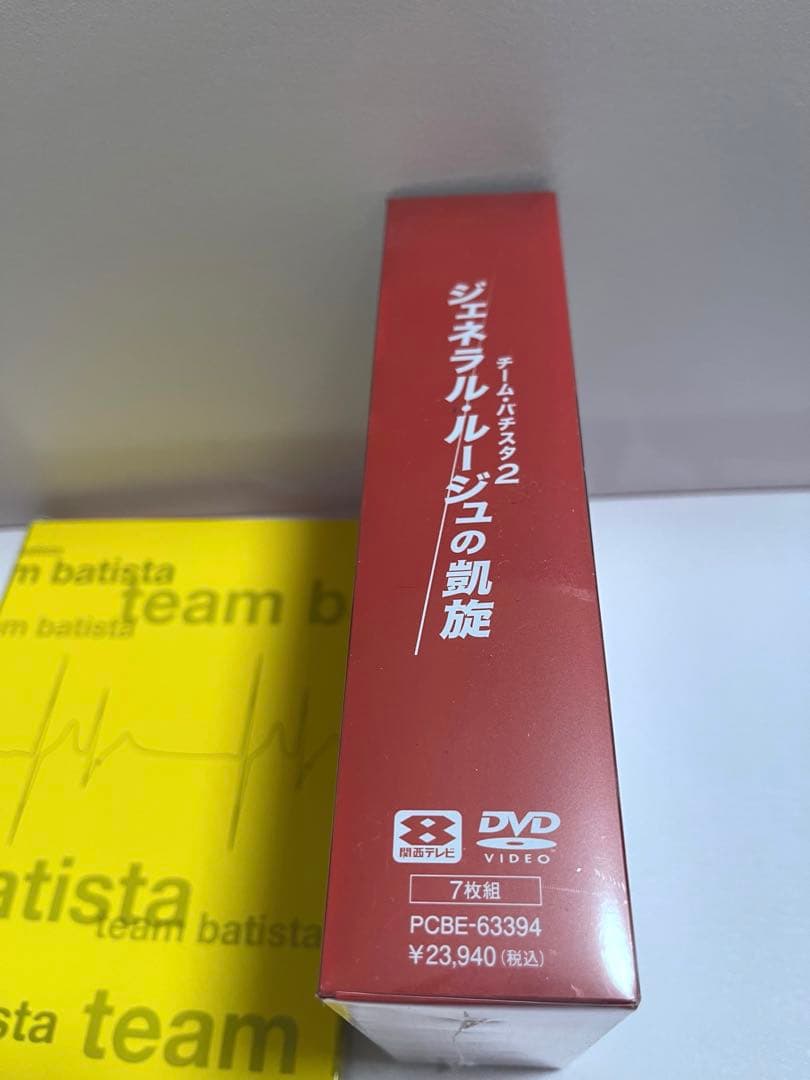 チーム・バチスタ2
ジェネラル・ルージュの凱旋
関西テレビ
DVD
VIDEO
7枚組
PCBE-63394
¥23,940(税込)
m batista
team b
m batista
atista
team batista
sta team